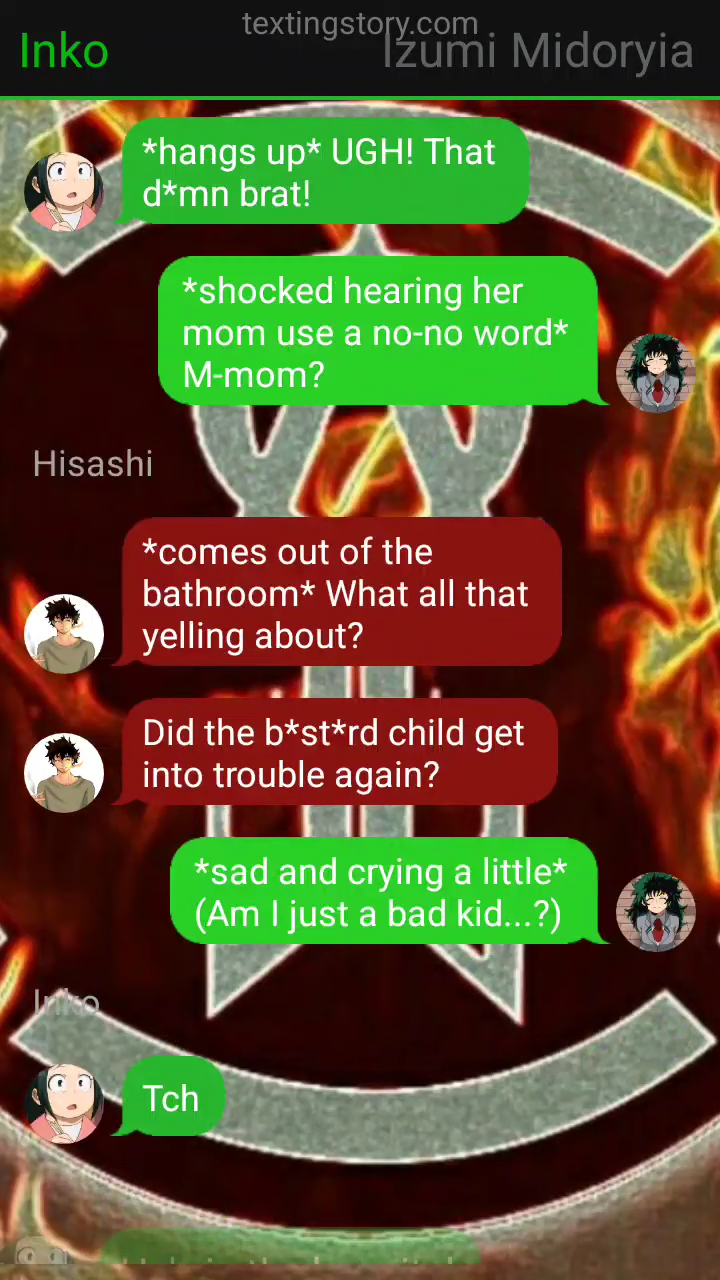 textingstory.com
Inko
Izumi Midoryia
*hangs up* UGH! That
d*mn brat!
*shocked hearing her
mom use a no-no word*
M-mom?
Hisashi
*comes out of the
bathroom* What all that
yelling about?
Did the b*st*rd child get
into trouble again?
*sad and crying a little*
(Am I just a bad kid...?)
Inko
Tch